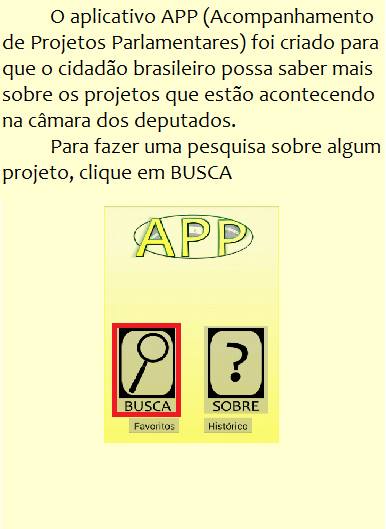 O aplicativo APP (Acompanhamento
de Projetos Parlamentares) foi criado para
que o cidadão brasileiro possa saber mais
sobre os projetos que estão acontecendo
na câmara dos deputados.
Para fazer uma pesquisa sobre algum
projeto, clique em BUSCA
APP
BUSCA SOBRE
Favoritos Histórico